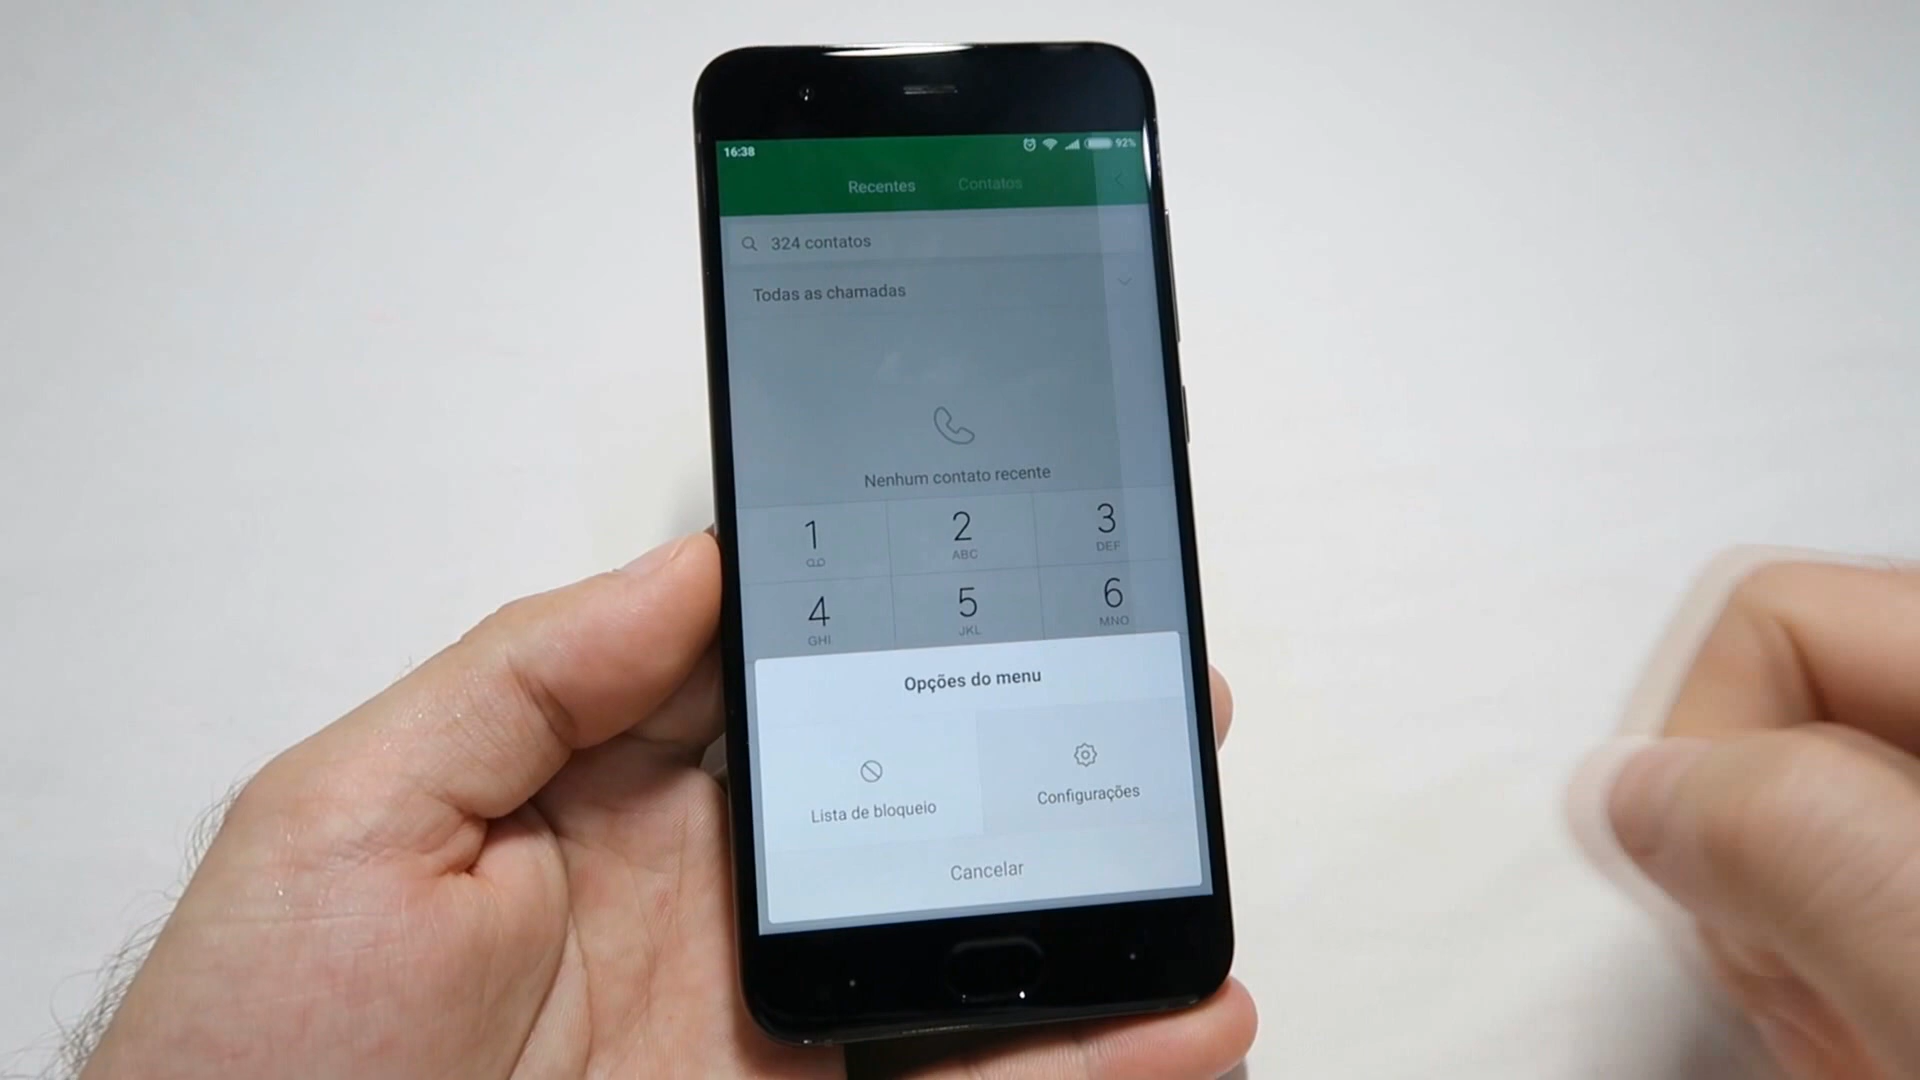 16:38 92%
Recentes Contatos
324 contatos
Todas as chamadas
Nenhum contato recente
1 2 3
ABC DEF
4 5 6
GHI JKL MNO
Opções do menu
Lista de bloqueio Configurações
Cancelar